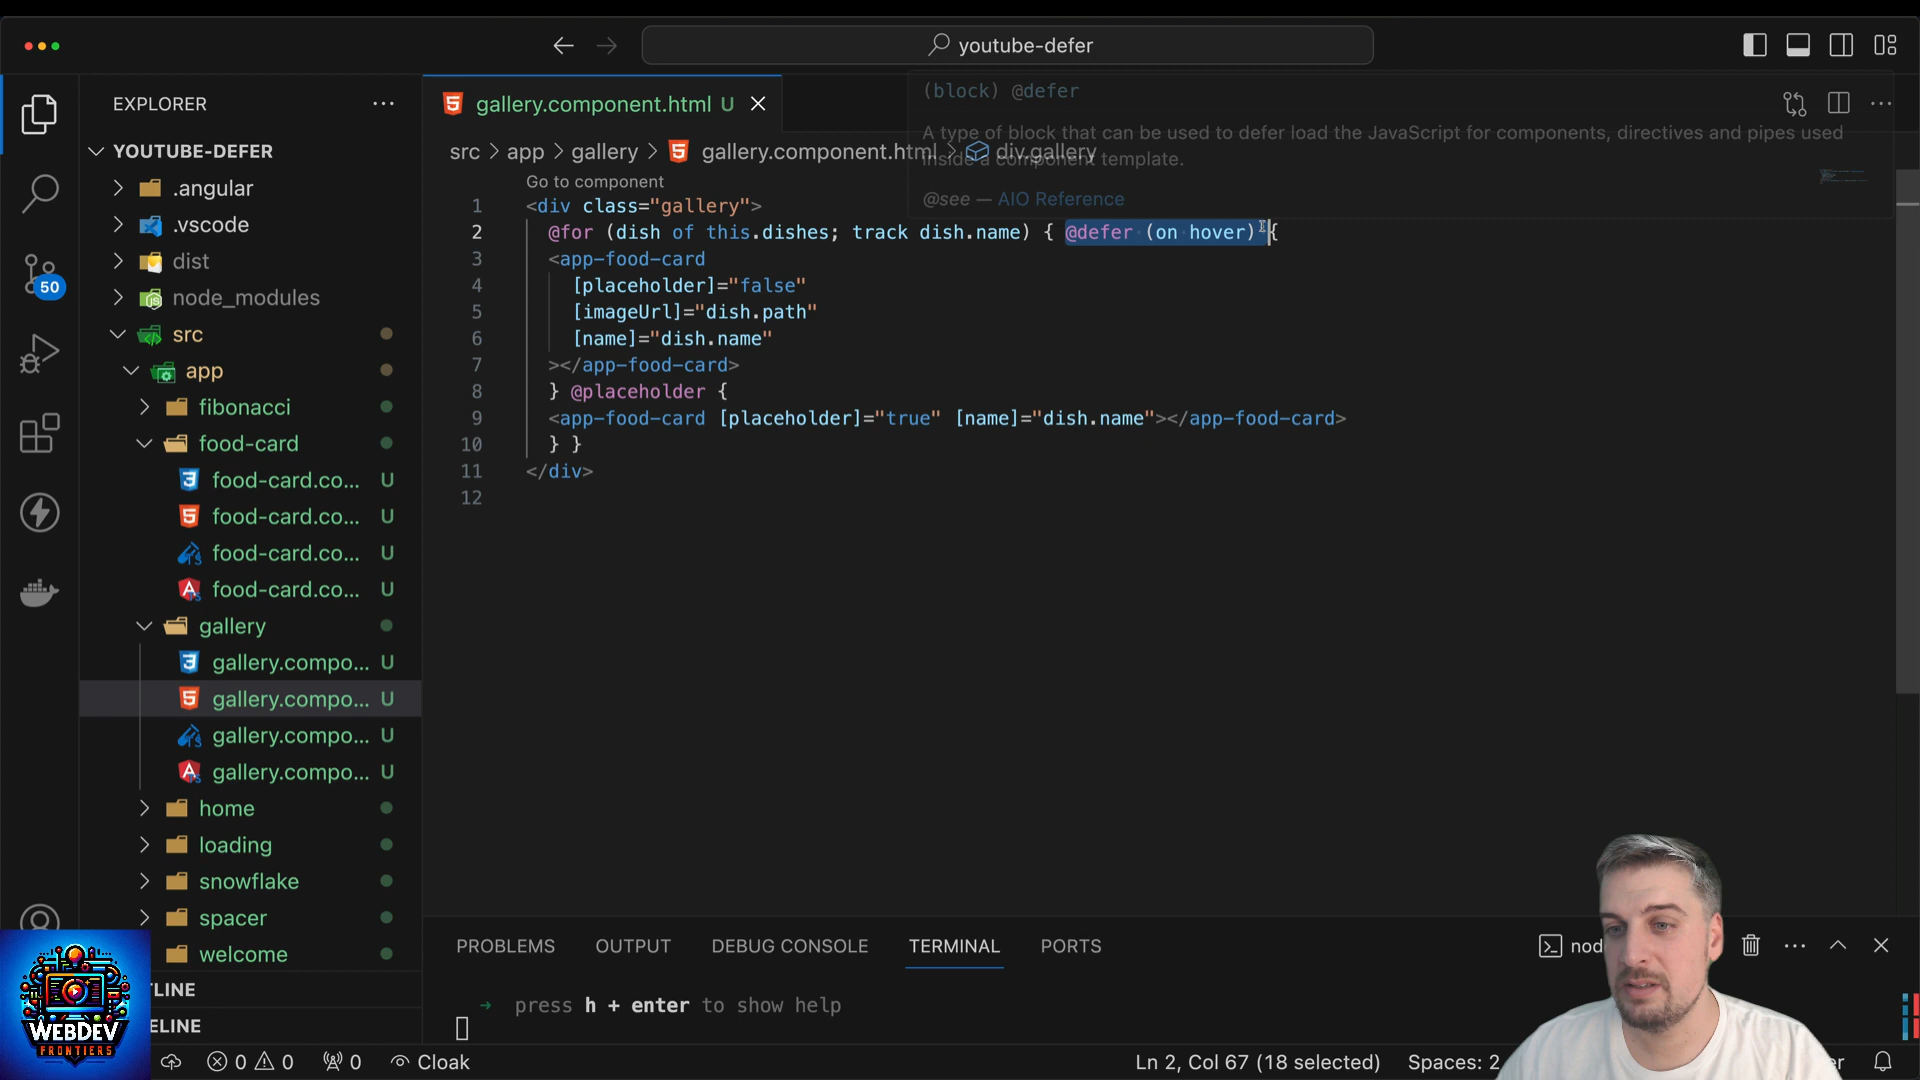 youtube-defer
EXPLORER
YOUTUBE-DEFER
.angular
.vscode
dist
node_modules
src
app
fibonacci
food-card
food-card.co... U
food-card.co... U
food-card.co... U
food-card.co... U
gallery
gallery.compo... U
gallery.compo... U
gallery.compo... U
gallery.compo... U
home
loading
snowflake
spacer
welcome
LINE
ELINE
50
gallery.component.html U
src > app > gallery > gallery.component.html > div.gallery
(block) @defer
A type of block that can be used to defer load the JavaScript for components, directives and pipes used
inside a component template.
@see — AIO Reference
Go to component
1 <div class="gallery">
2 @for (dish of this.dishes; track dish.name) { @defer (on hover) {
3 <app-food-card
4 [placeholder]="false"
5 [imageUrl]="dish.path"
6 [name]="dish.name"
7 ></app-food-card>
8 } @placeholder {
9 <app-food-card [placeholder]="true" [name]="dish.name"></app-food-card>
10 } }
11 </div>
12
PROBLEMS OUTPUT DEBUG CONSOLE TERMINAL PORTS
nod
→ press h + enter to show help
WEBDEV
FRONTIERS
0 0 0 Cloak
Ln 2, Col 67 (18 selected) Spaces: 2